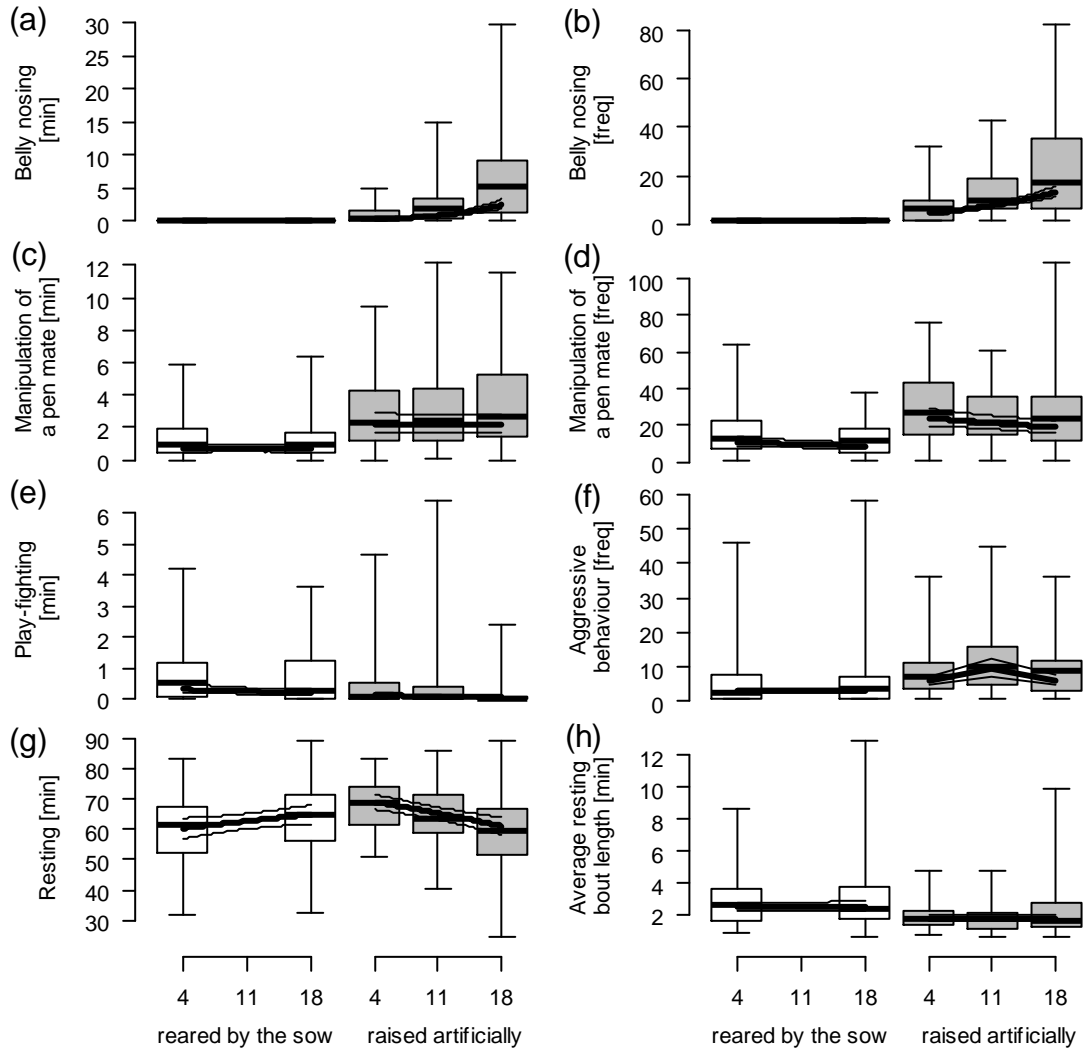 (a)
Belly nosing
[min]
30
25
20
15
10
5
0
(b)
Belly nosing
[freq]
80
60
40
20
0
(c)
Manipulation of
a pen mate [min]
12
10
8
6
4
2
0
(d)
Manipulation of
a pen mate [freq]
100
80
60
40
20
0
(e)
Play-fighting
[min]
6
5
4
3
2
1
0
(f)
Aggressive
behaviour [freq]
60
50
40
30
20
10
0
(g)
Resting [min]
90
80
70
60
50
40
30
(h)
Average resting
bout length [min]
12
10
8
6
4
2
4 11 18 4 11 18
reared by the sow raised artificially
4 11 18 4 11 18
reared by the sow raised artificially